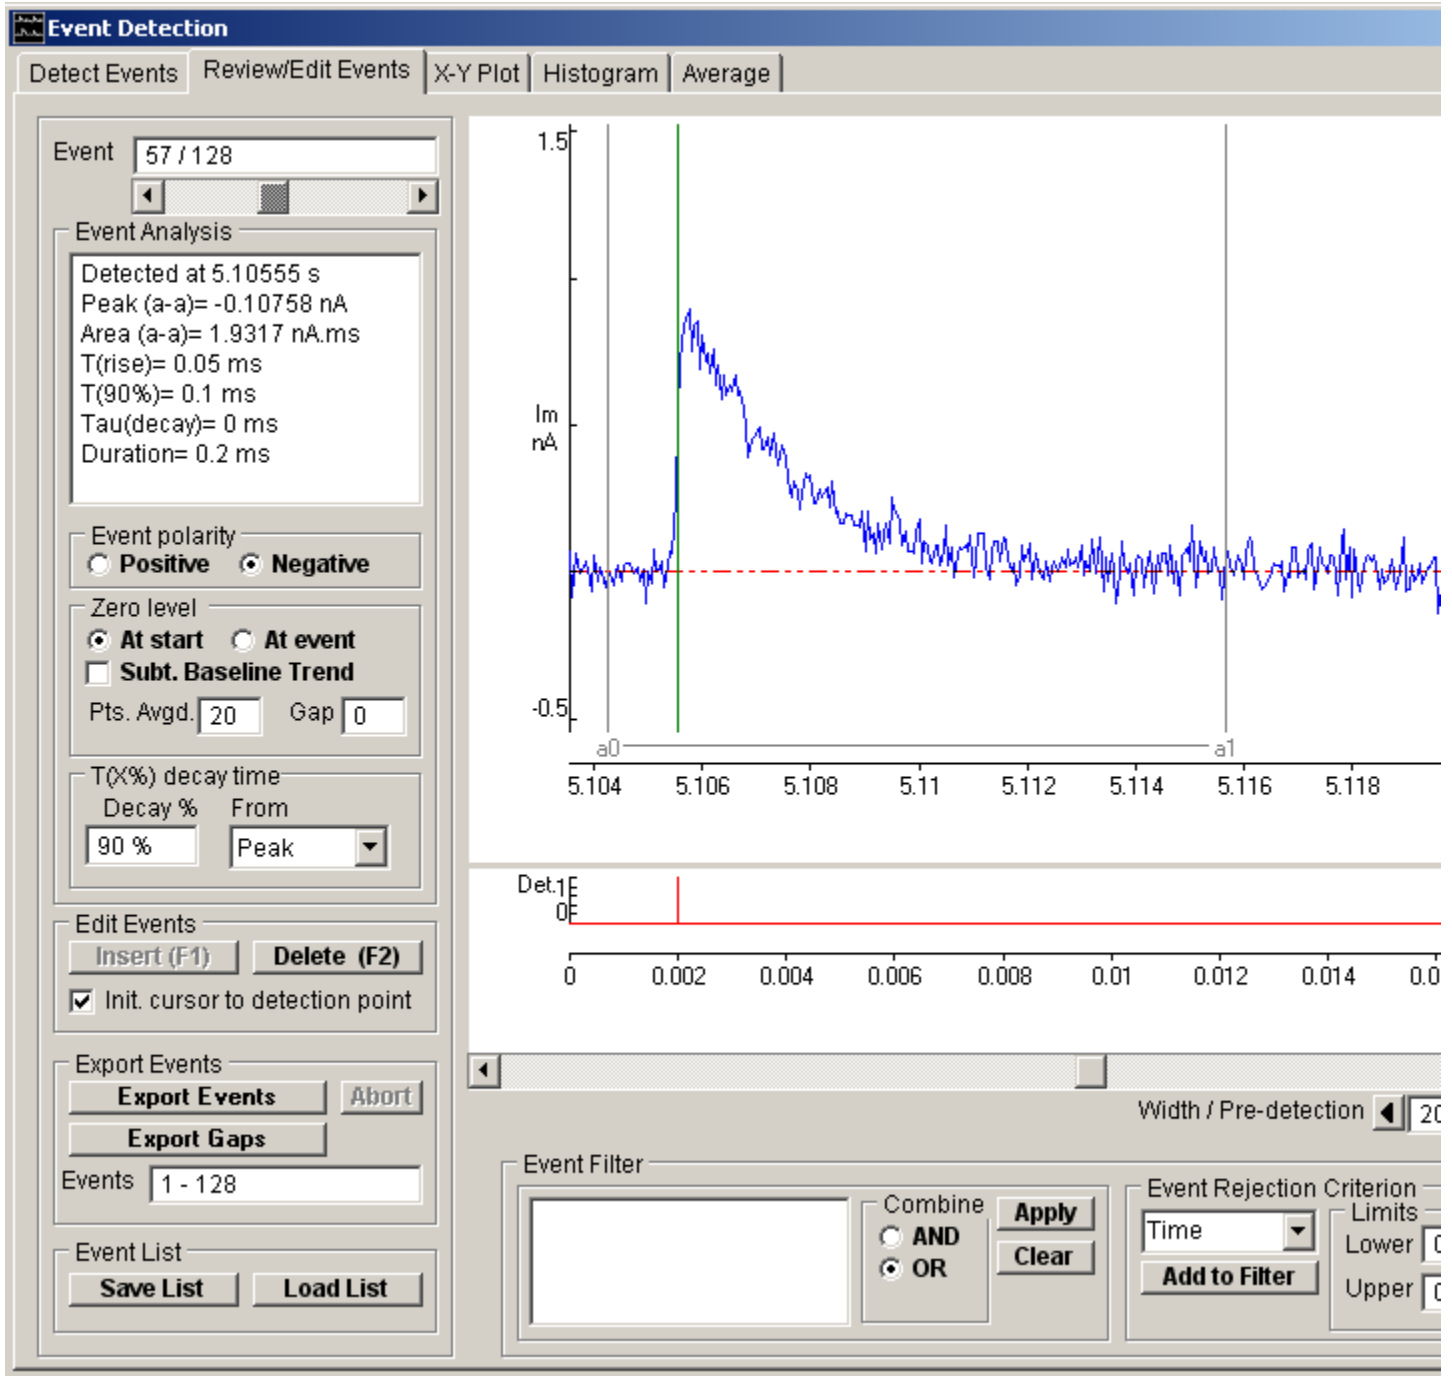 Event Detection
Detect Events Review/Edit Events X-Y Plot Histogram Average
Event 57 / 128
Event Analysis
Detected at 5.10555 s
Peak (a-a)= -0.10758 nA
Area (a-a)= 1.9317 nA.ms
T(rise)= 0.05 ms
T(90%)= 0.1 ms
Tau(decay)= 0 ms
Duration= 0.2 ms
Event polarity
Positive Negative
Zero level
At start At event
Subt. Baseline Trend
Pts. Avgd. 20 Gap 0
T(X%) decay time
Decay % From
90 % Peak
Edit Events
Insert (F1) Delete (F2)
Init. cursor to detection point
Export Events
Export Events Abort
Export Gaps
Events 1 - 128
Event List
Save List Load List
1.5
Im
nA
-0.5
a0 a1
5.104 5.106 5.108 5.11 5.112 5.114 5.116 5.118
Det.1
0
0 0.002 0.004 0.006 0.008 0.01 0.012 0.014 0.0
Width / Pre-detection 20
Event Filter
Combine
AND
OR
Apply
Clear
Event Rejection Criterion
Time
Add to Filter
Limits
Lower
Upper